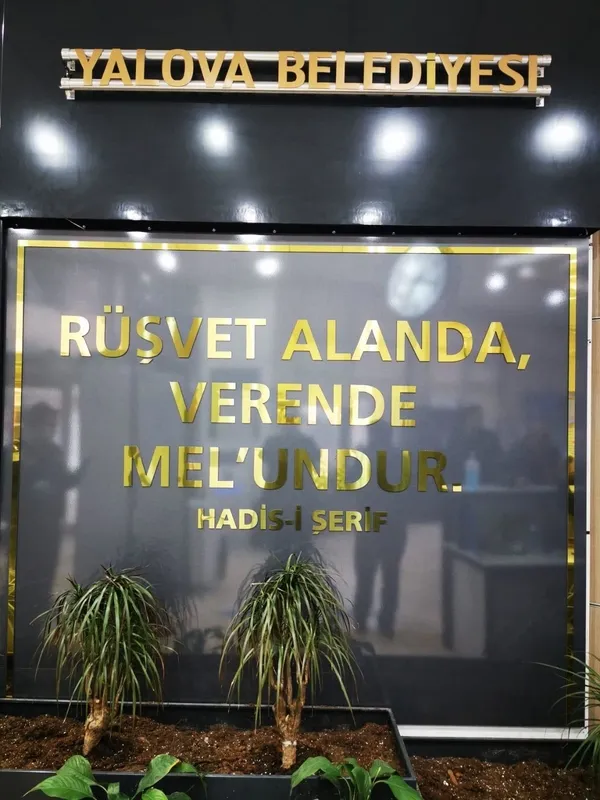 YALOVA BELEDİYESİ
RÜŞVET ALANDA,
VERENDE
MEL'UNDUR.
HADİS-İ ŞERİF